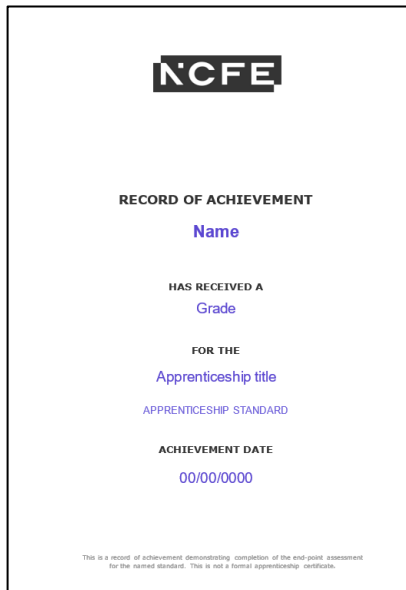 NCFE
RECORD OF ACHIEVEMENT
Name
HAS RECEIVED A
Grade
FOR THE
Apprenticeship title
APPRENTICESHIP STANDARD
ACHIEVEMENT DATE
00/00/0000
This is a record of achievement demonstrating completion of the end-point assessment
for the named standard. This is not a formal apprenticeship certificate.